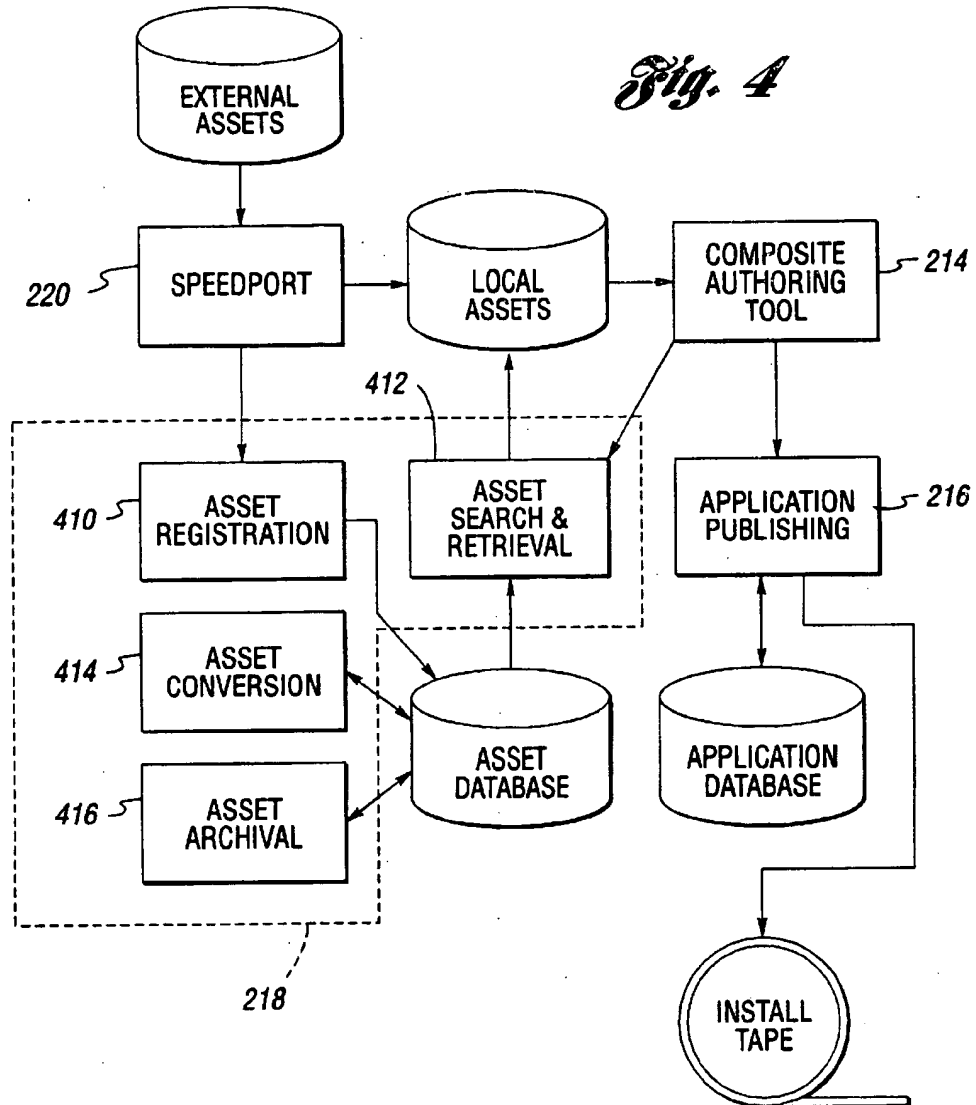 Fig. 4
EXTERNAL
ASSETS
220
SPEEDPORT
LOCAL
ASSETS
COMPOSITE
AUTHORING
TOOL
214
412
410
ASSET
REGISTRATION
ASSET
SEARCH &
RETRIEVAL
APPLICATION
PUBLISHING
216
414
ASSET
CONVERSION
416
ASSET
ARCHIVAL
ASSET
DATABASE
APPLICATION
DATABASE
218
INSTALL
TAPE